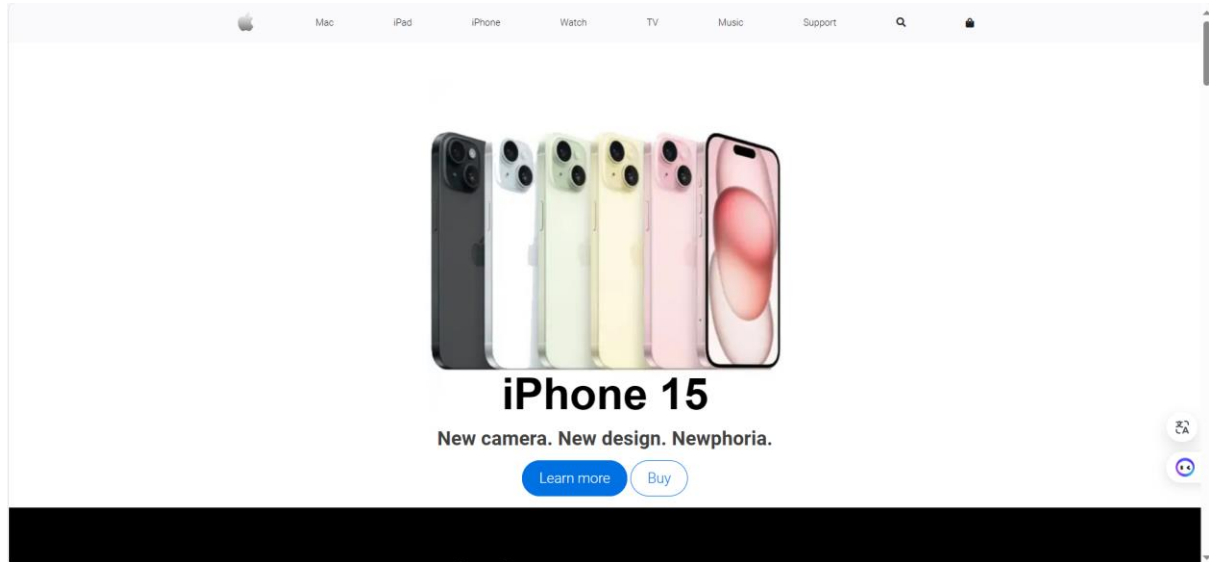 Mac iPad iPhone Watch TV Music Support
iPhone 15
New camera. New design. Newphoria.
Learn more Buy